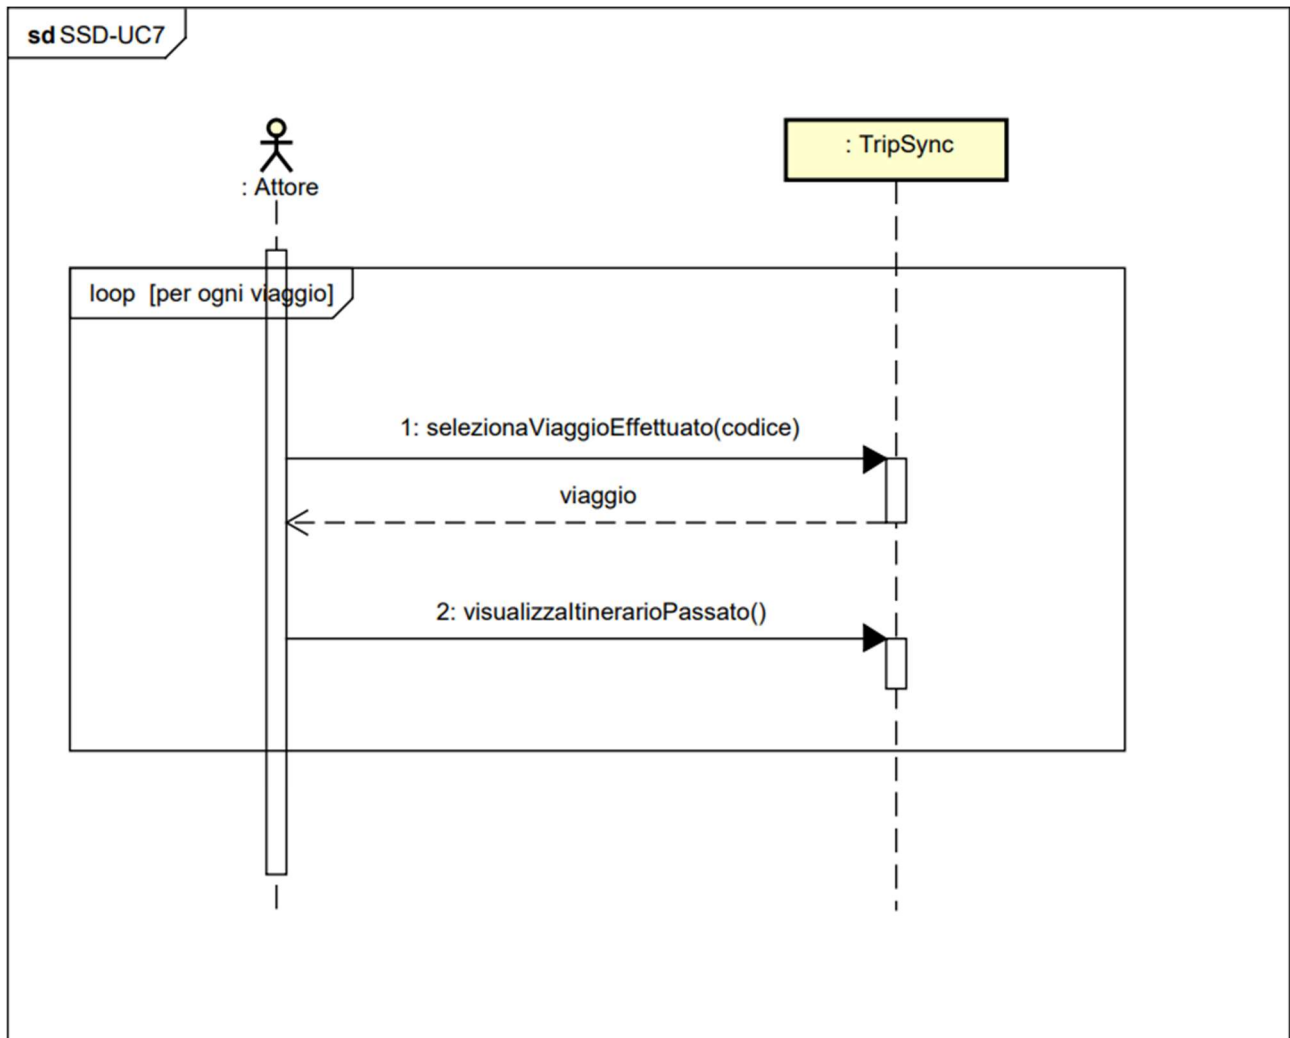 sd SSD-UC7
: Attore
: TripSync
loop [per ogni viaggio]
1: selezionaViaggioEffettuato(codice)
viaggio
2: visualizzaItinerarioPassato()